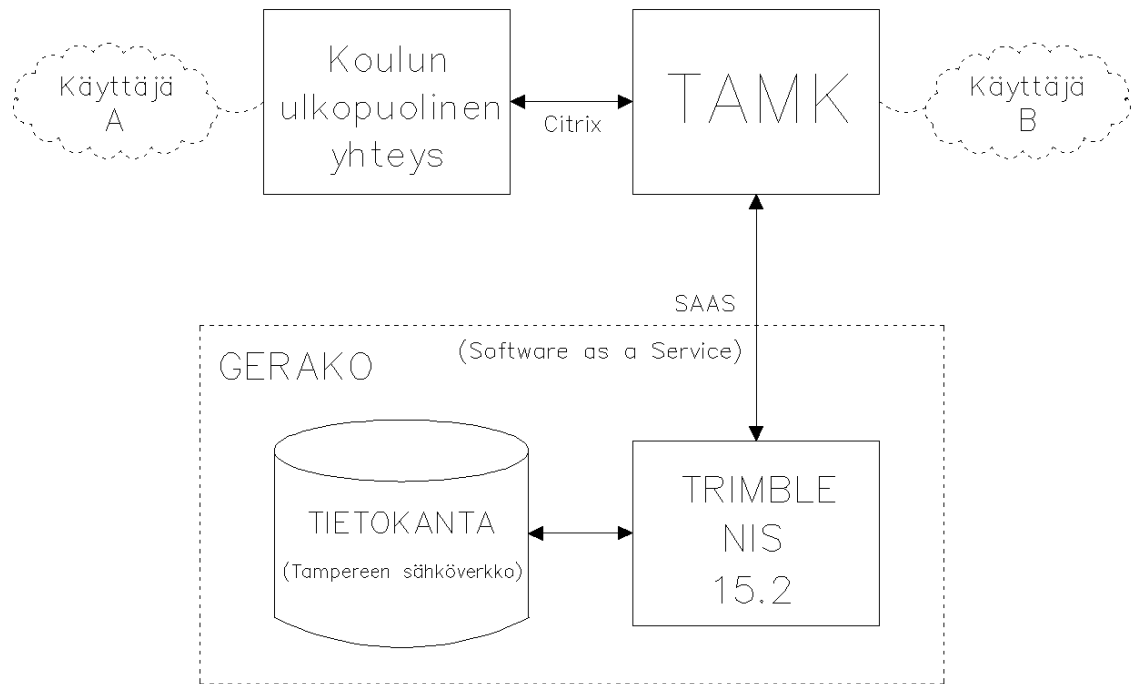 Käyttäjä
A
Koulun
ulkopuolinen
yhteys
Citrix
TAMK
Käyttäjä
B
SAAS
(Software as a Service)
GERAKO
TIETOKANTA
(Tampereen sähköverkko)
TRIMBLE
NIS
15.2